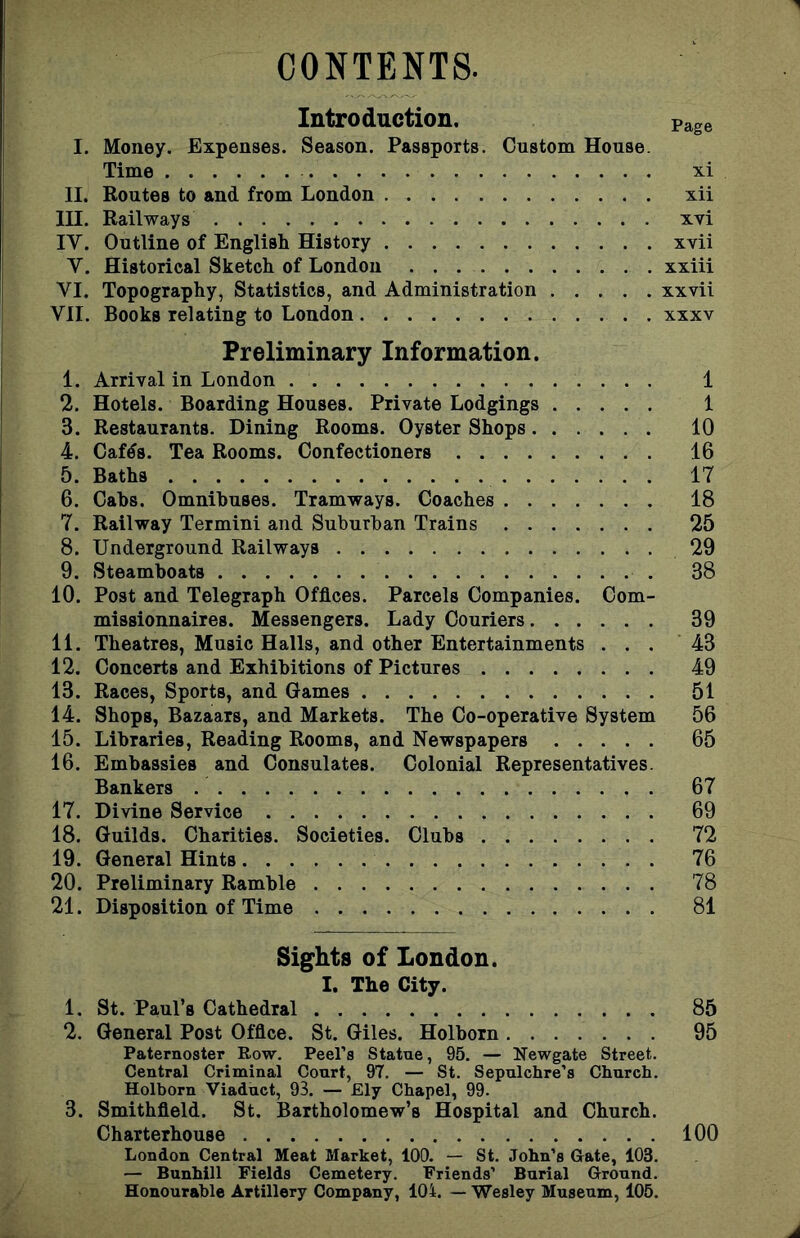 CONTENTS.
Introduction.
Page
I. Money. Expenses. Season. Passports. Custom House.
Time . . . . . . . . . . . . . . . . . . . . . xi
II. Routes to and from London . . . . . . . . . . . . xii
III. Railways . . . . . . . . . . . . . . . . . . . xvi
IV. Outline of English History . . . . . . . . . . . . xvii
V. Historical Sketch of London . . . . . . . . . . . xxiii
VI. Topography, Statistics, and Administration . . . . . xxvii
VII. Books relating to London . . . . . . . . . . . . . xxxv
Preliminary Information.
1. Arrival in London . . . . . . . . . . . . . . . . 1
2. Hotels. Boarding Houses. Private Lodgings . . . . . 1
3. Restaurants. Dining Rooms. Oyster Shops . . . . . . 10
4. Cafés. Tea Rooms. Confectioners . . . . . . . . . 16
5. Baths . . . . . . . . . . . . . . . . . . . . . 17
6. Cabs. Omnibuses. Tramways. Coaches . . . . . . . 18
7. Railway Termini and Suburban Trains . . . . . . . 25
8. Underground Railways . . . . . . . . . . . . . . 29
9. Steamboats . . . . . . . . . . . . . . . . . . . 38
10. Post and Telegraph Offices. Parcels Companies. Com-
missionnaires. Messengers. Lady Couriers . . . . . . 39
11. Theatres, Music Halls, and other Entertainments . . . 43
12. Concerts and Exhibitions of Pictures . . . . . . . . 49
13. Races, Sports, and Games . . . . . . . . . . . . . 51
14. Shops, Bazaars, and Markets. The Co-operative System 56
15. Libraries, Reading Rooms, and Newspapers . . . . . 65
16. Embassies and Consulates. Colonial Representatives.
Bankers . . . . . . . . . . . . . . . . . . . . 67
17. Divine Service . . . . . . . . . . . . . . . . . 69
18. Guilds. Charities. Societies. Clubs . . . . . . . . 72
19. General Hints . . . . . . . . . . . . . . . . . . 76
20. Preliminary Ramble . . . . . . . . . . . . . . . 78
21. Disposition of Time . . . . . . . . . . . . . . . 81
Sights of London.
I. The City.
1. St. Paul's Cathedral . . . . . . . . . . . . . . . 85
2. General Post Office. St. Giles. Holborn . . . . . . . 95
Paternoster Row. Peel's Statue, 95. — Newgate Street.
Central Criminal Court, 97. — St. Sepulchre's Church.
Holborn Viaduct, 93. — Ely Chapel, 99.
3. Smithfield. St. Bartholomew's Hospital and Church.
Charterhouse . . . . . . . . . . . . . . . . . . 100
London Central Meat Market, 100. — St. John's Gate, 103.
— Bunhill Fields Cemetery. Friends' Burial Ground.
Honourable Artillery Company, 104. — Wesley Museum, 105.